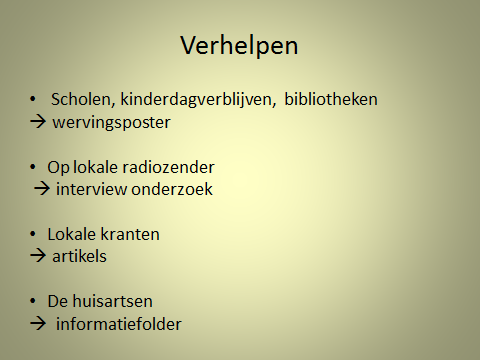 Verhelpen
• Scholen, kinderdagverblijven, bibliotheken
→ wervingsposter
• Op lokale radiozender
→ interview onderzoek
• Lokale kranten
→ artikels
• De huisartsen
→ informatiefolder